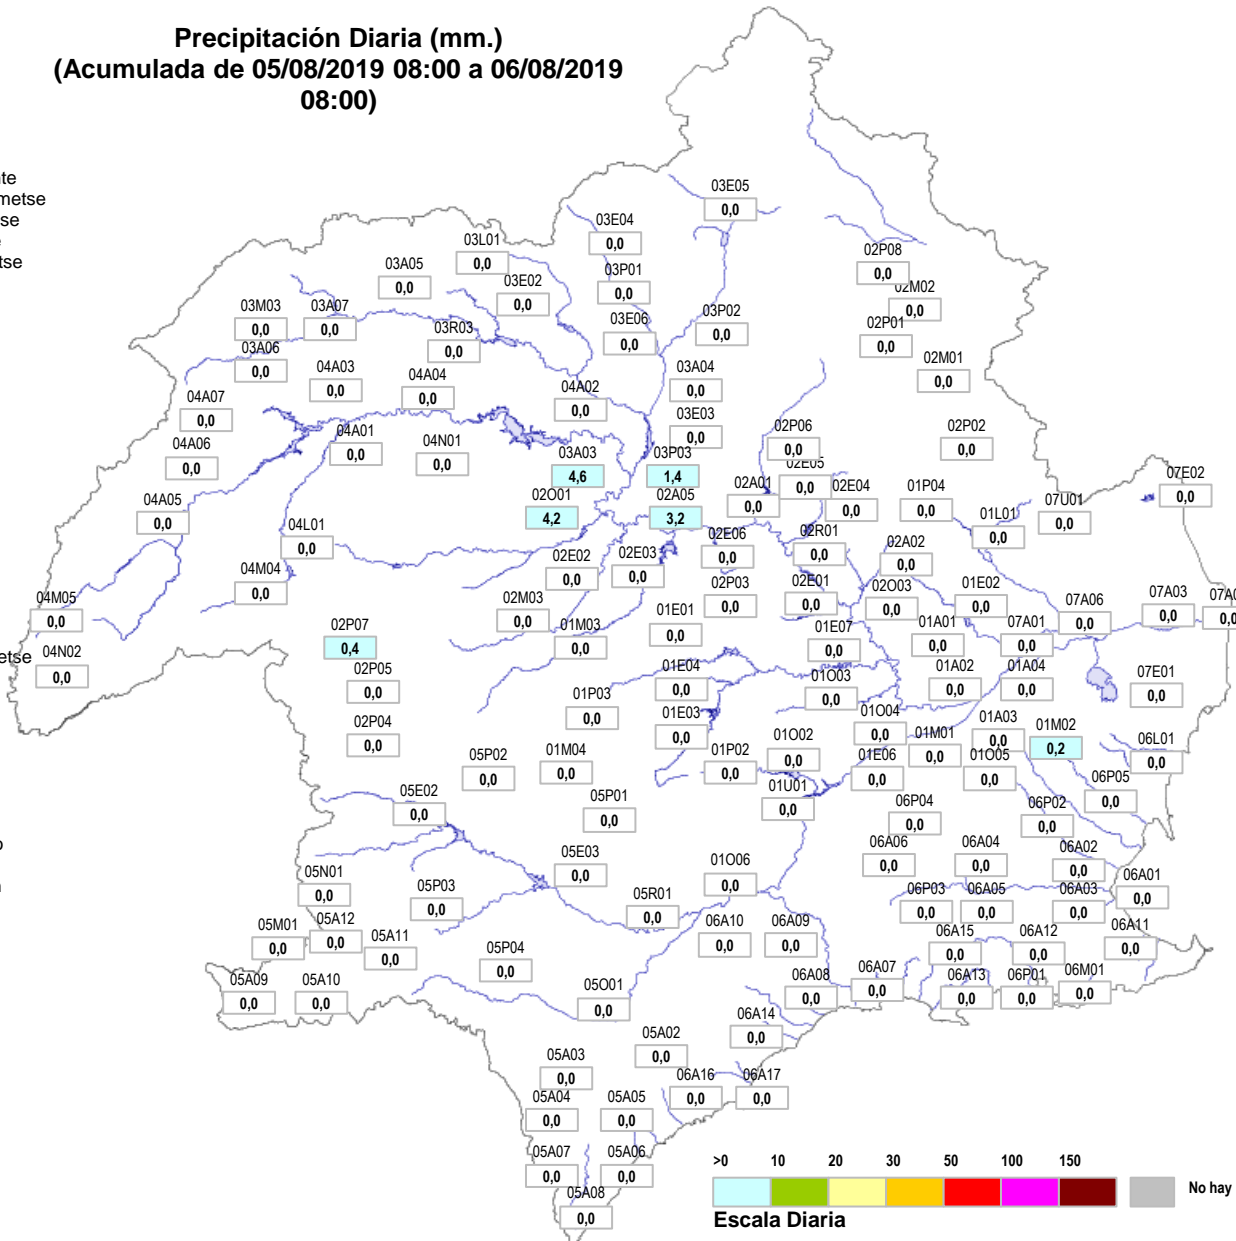 Precipitación Diaria (mm.)
(Acumulada de 05/08/2019 08:00 a 06/08/2019
08:00)
03E05
0,0
03E04
0,0
03L01
0,0
03A05
0,0
03E02
0,0
03P01
0,0
02P08
0,0
02M02
0,0
03M03
0,0
03A07
0,0
03R03
0,0
03E06
0,0
03P02
0,0
02P01
0,0
03A06
0,0
04A03
0,0
04A04
0,0
03A04
0,0
02M01
0,0
04A07
0,0
04A02
0,0
03E03
0,0
04A06
0,0
04A01
0,0
04N01
0,0
02P06
0,0
02P02
0,0
03A03
4,6
03P03
1,4
02E05
0,0
07E02
0,0
04A05
0,0
02O01
4,2
02A05
3,2
02A01
0,0
02E04
0,0
01P04
0,0
07U01
0,0
04L01
0,0
01L01
0,0
02E02
0,0
02E03
0,0
02E06
0,0
02R01
0,0
02A02
0,0
04M04
0,0
04M05
0,0
02M03
0,0
02P03
0,0
02E01
0,0
02O03
0,0
01E02
0,0
07A06
0,0
07A03
0,0
0,0
02P07
0,4
01M03
0,0
01E01
0,0
01E07
0,0
01A01
0,0
07A01
0,0
etse
04N02
0,0
02P05
0,0
01E04
0,0
01O03
0,0
01A02
0,0
01A04
0,0
07E01
0,0
01P03
0,0
02P04
0,0
01E03
0,0
01O04
0,0
01A03
0,0
01M02
0,2
05P02
0,0
01M04
0,0
01P02
0,0
01O02
0,0
01M01
0,0
01E06
0,0
01O05
0,0
06L01
0,0
05E02
0,0
05P01
0,0
01U01
0,0
06P04
0,0
06P02
0,0
06P05
0,0
05E03
0,0
01O06
0,0
06A06
0,0
06A04
0,0
06A02
0,0
05N01
0,0
05P03
0,0
05R01
0,0
06P03
0,0
06A05
0,0
06A03
0,0
06A01
0,0
05M01
0,0
05A12
0,0
05A11
0,0
06A10
0,0
06A09
0,0
06A15
0,0
06A12
0,0
06A11
0,0
05P04
0,0
05A09
0,0
05A10
0,0
05O01
0,0
06A08
0,0
06A07
0,0
06A13
0,0
06P01
0,0
06M01
0,0
05A02
0,0
06A14
0,0
05A03
0,0
06A16
0,0
06A17
0,0
05A04
0,0
05A05
0,0
05A07
0,0
05A06
0,0
05A08
0,0
>0 10 20 30 50 100 150
No hay
Escala Diaria